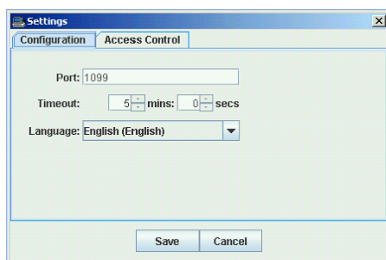 Settings
Configuration Access Control
Port: 1099
Timeout: 5 mins: 0 secs
Language: English (English)
Save Cancel